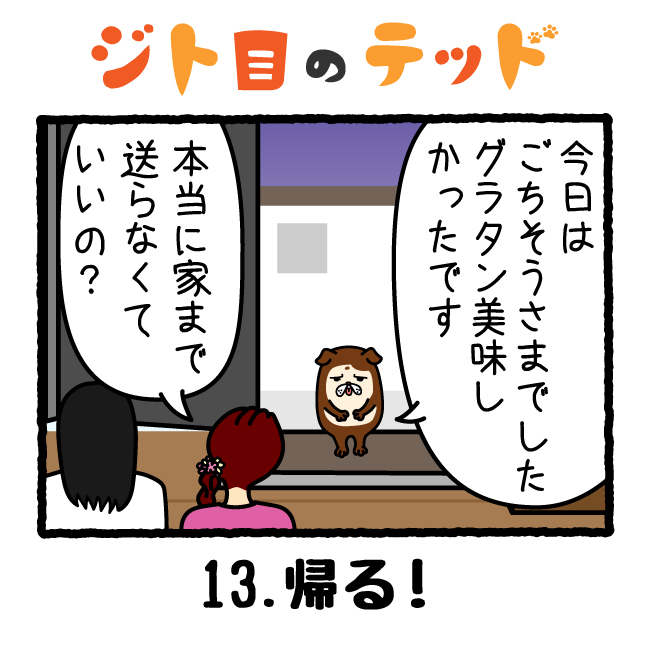 ジト目のテッド
今日は
ごちそうさまでした
グラタン美味し
かったです
本当に家まで
送らなくて
いいの?
13.帰る!